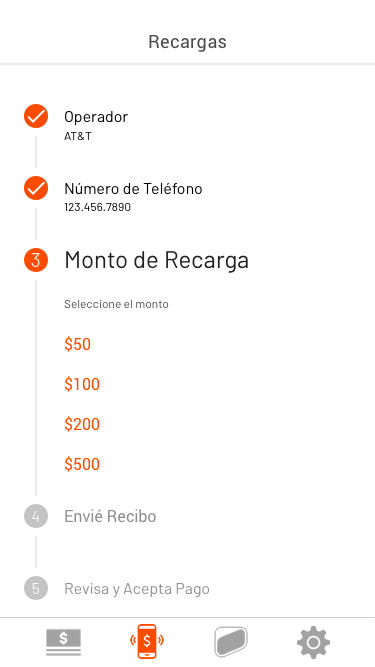 Recargas
Operador
AT&T
Número de Teléfono
123.456.7890
3 Monto de Recarga
Seleccione el monto
$50
$100
$200
$500
4 Envié Recibo
5 Revisa y Acepta Pago
$ $